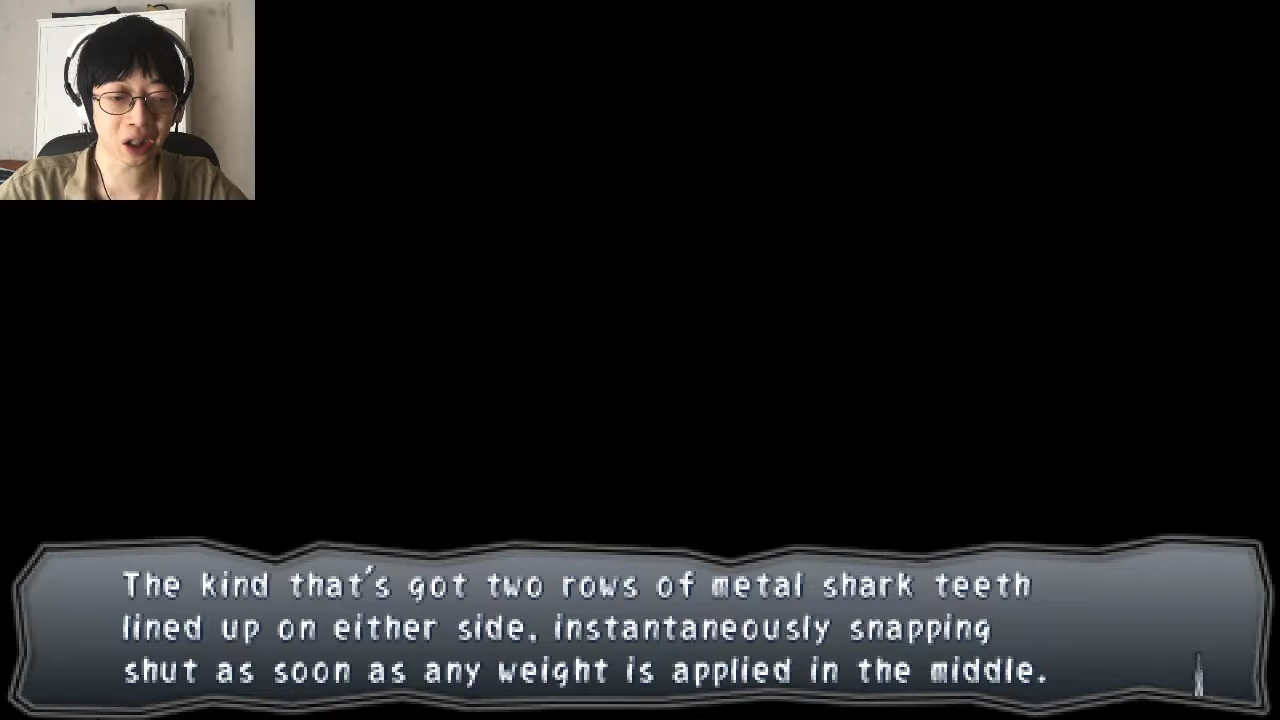 The kind that's got two rows of metal shark teeth
lined up on either side, instantaneously snapping
shut as soon as any weight is applied in the middle.